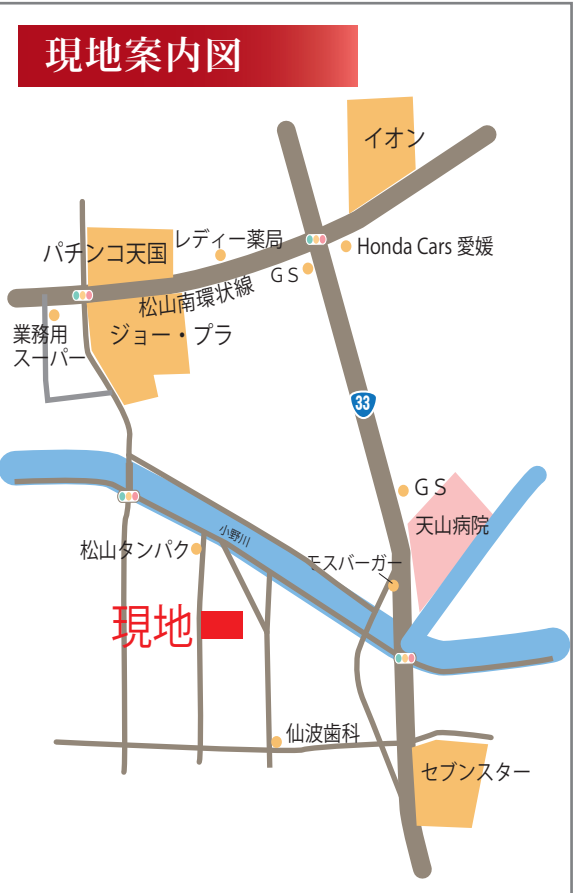 現地案内図
イオン
レディー薬局
パチンコ天国
Honda Cars 愛媛
GS
松山南環状線
業務用
スーパー
ジョー・プラ
33
GS
天山病院
小野川
松山タンパク
モスバーガー
現地
仙波歯科
セブンスター